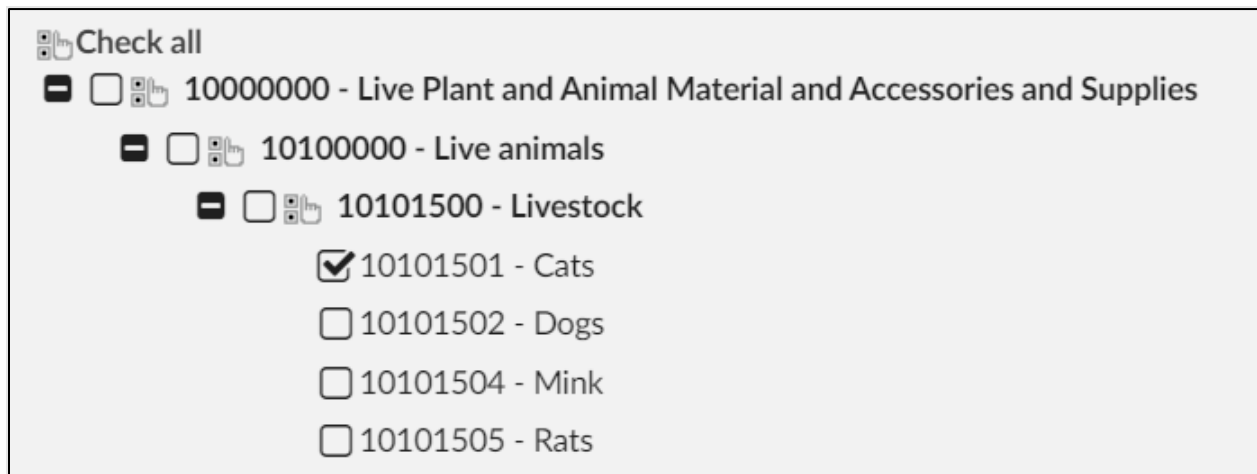 Check all
10000000 - Live Plant and Animal Material and Accessories and Supplies
10100000 - Live animals
10101500 - Livestock
10101501 - Cats
10101502 - Dogs
10101504 - Mink
10101505 - Rats